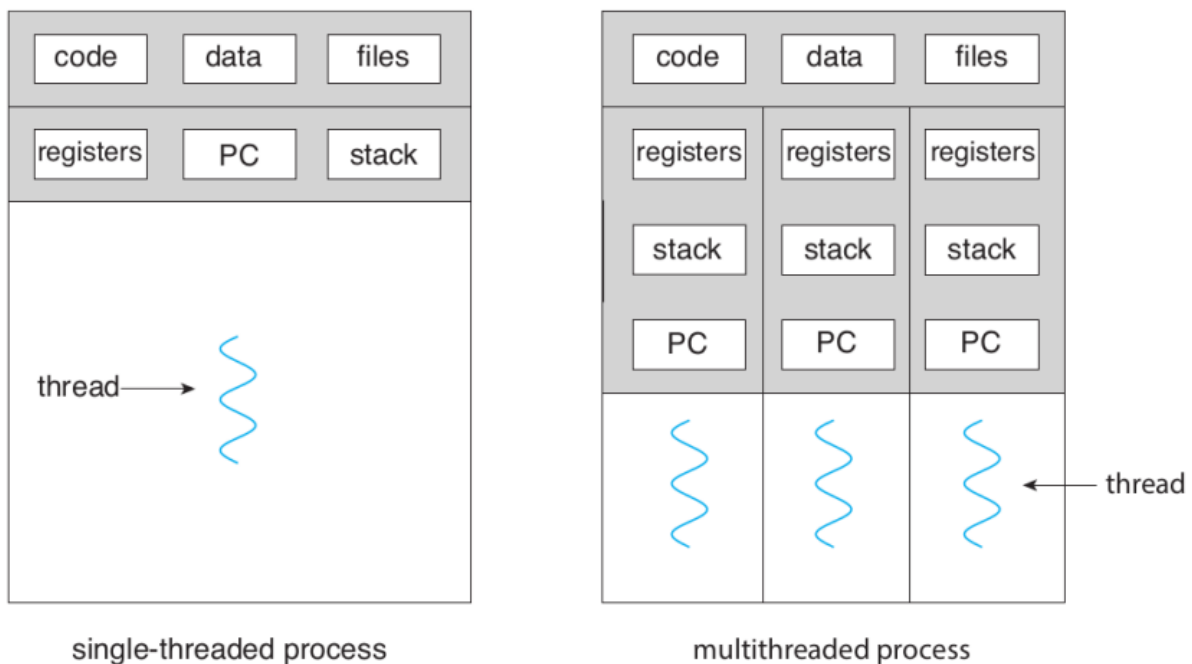 code data files
registers PC stack
thread
single-threaded process
code data files
registers registers registers
stack stack stack
PC PC PC
thread
multithreaded process